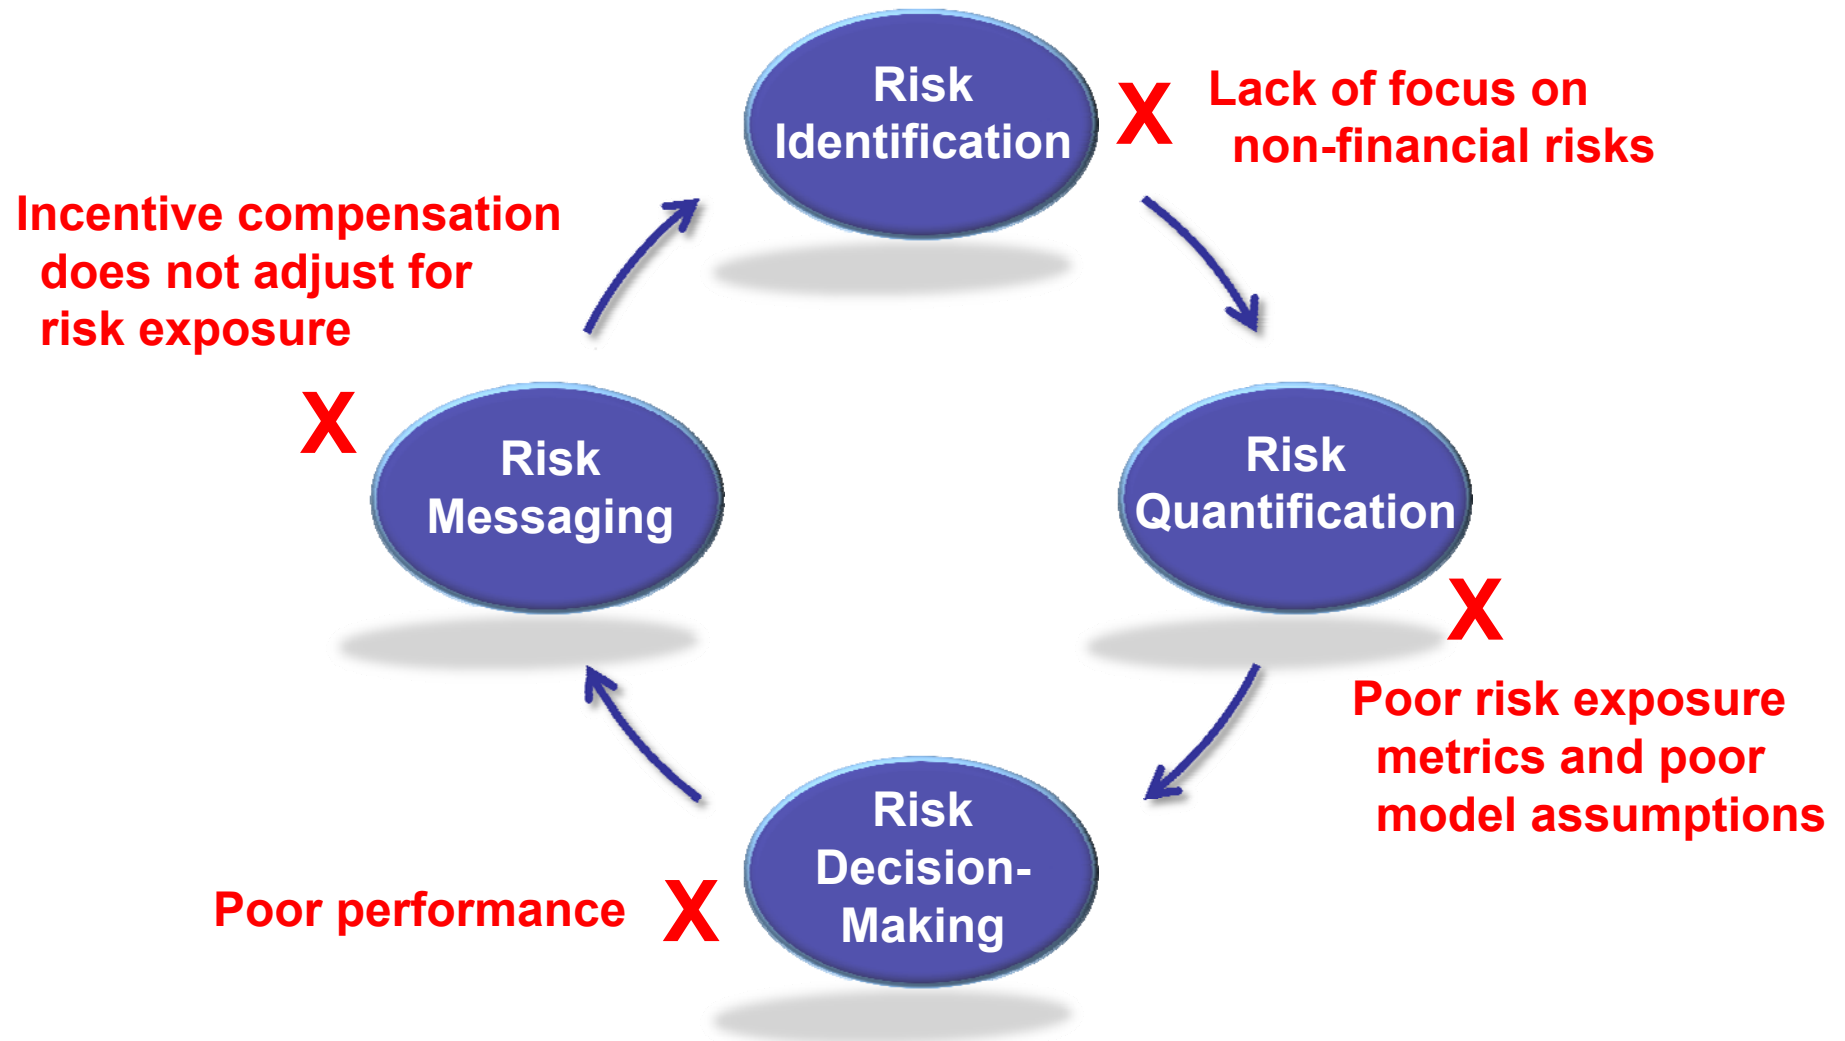 Risk
Identification
X
Lack of focus on
non-financial risks
Incentive compensation
does not adjust for
risk exposure
X
Risk
Messaging
Risk
Quantification
X
Poor risk exposure
metrics and poor
model assumptions
Risk
Decision-
Making
Poor performance
X